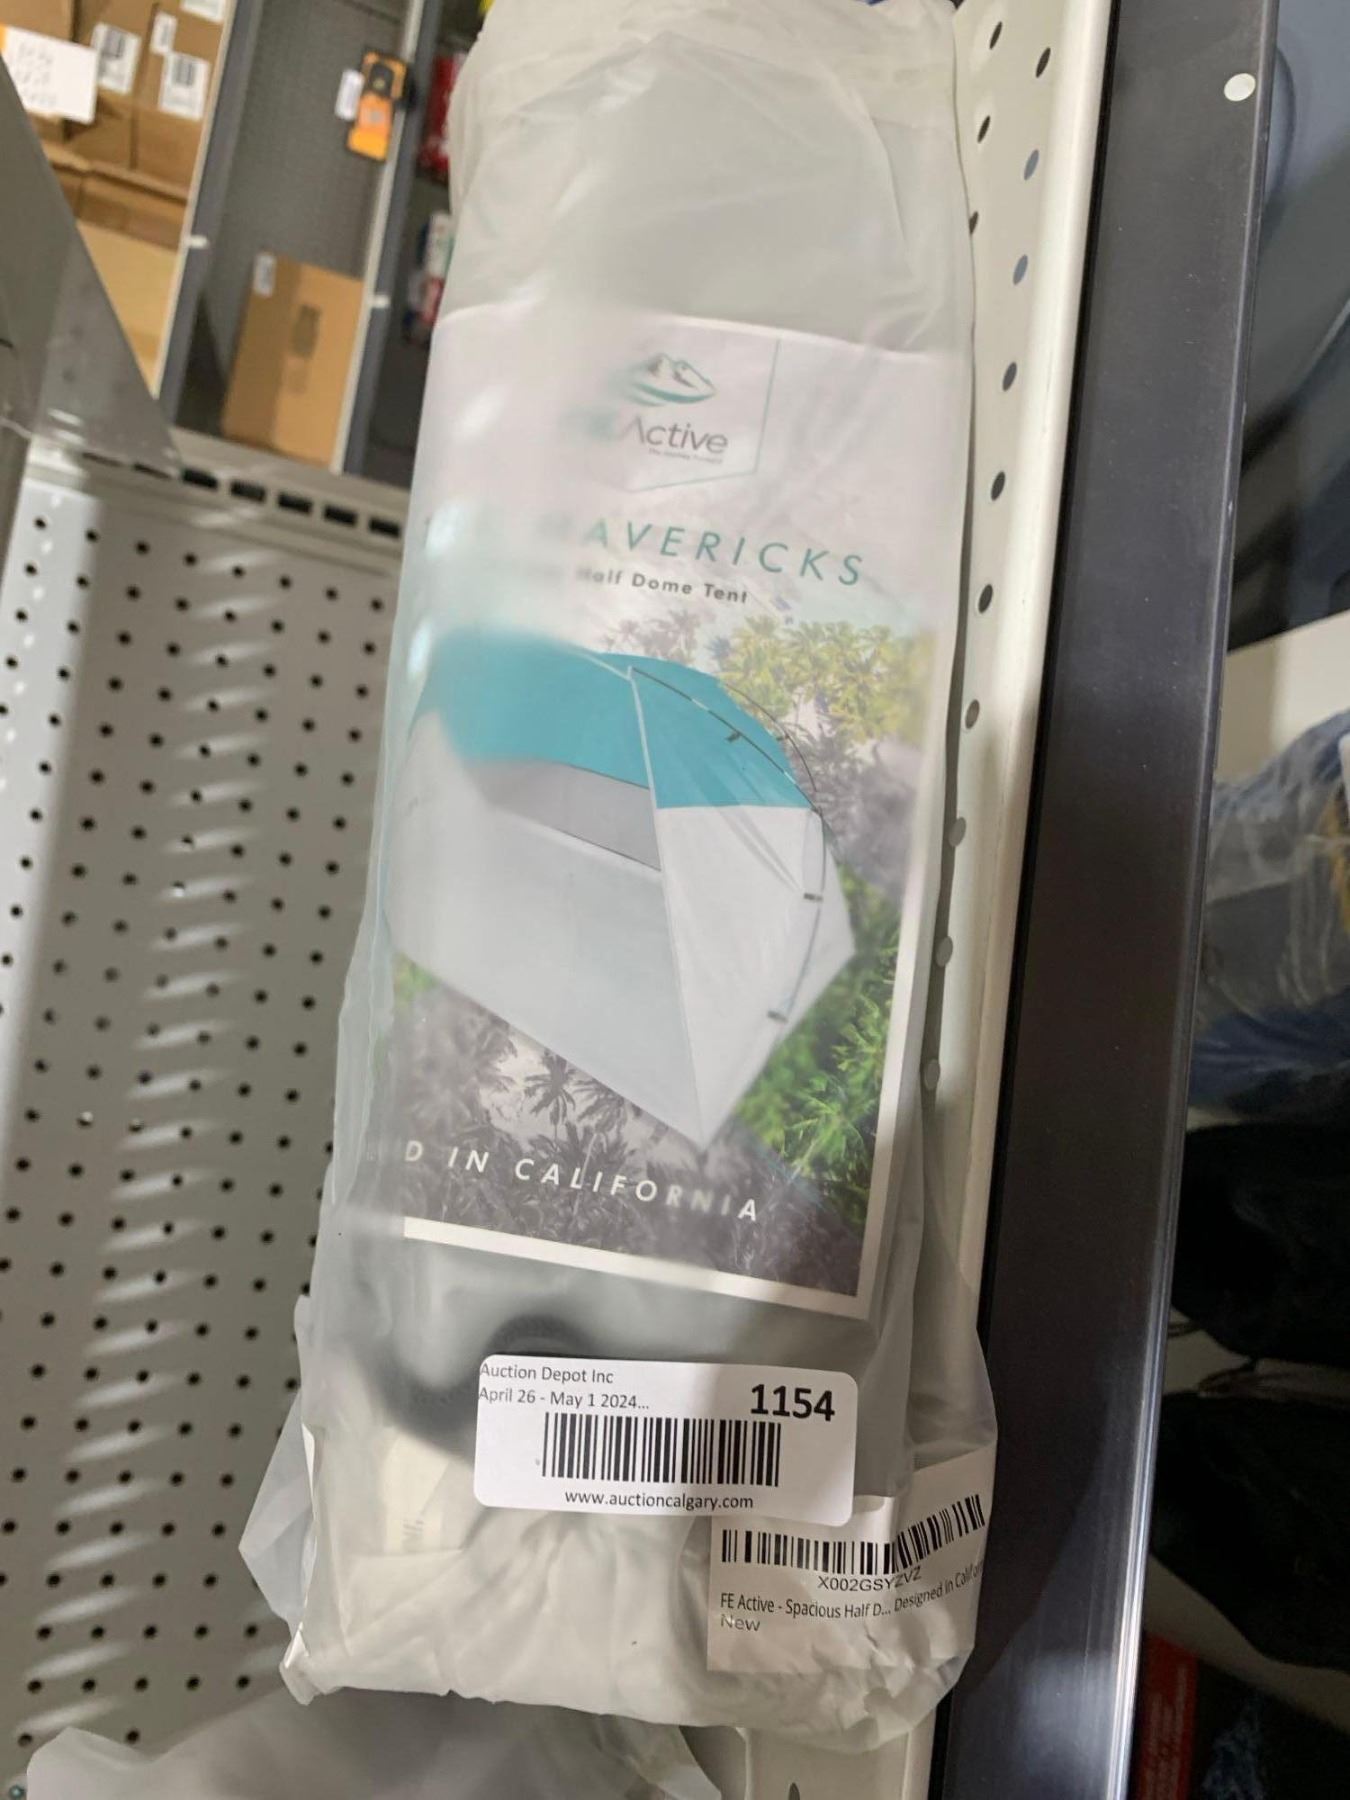 Active
AVERICKS
Half Dome Tent
D IN CALIFORNIA
Auction Depot Inc
April 26 - May 1 2024...
1154
www.auctioncalgary.com
X002GSYZVZ
FE Active - Spacious Half D... Designed In Califor
New